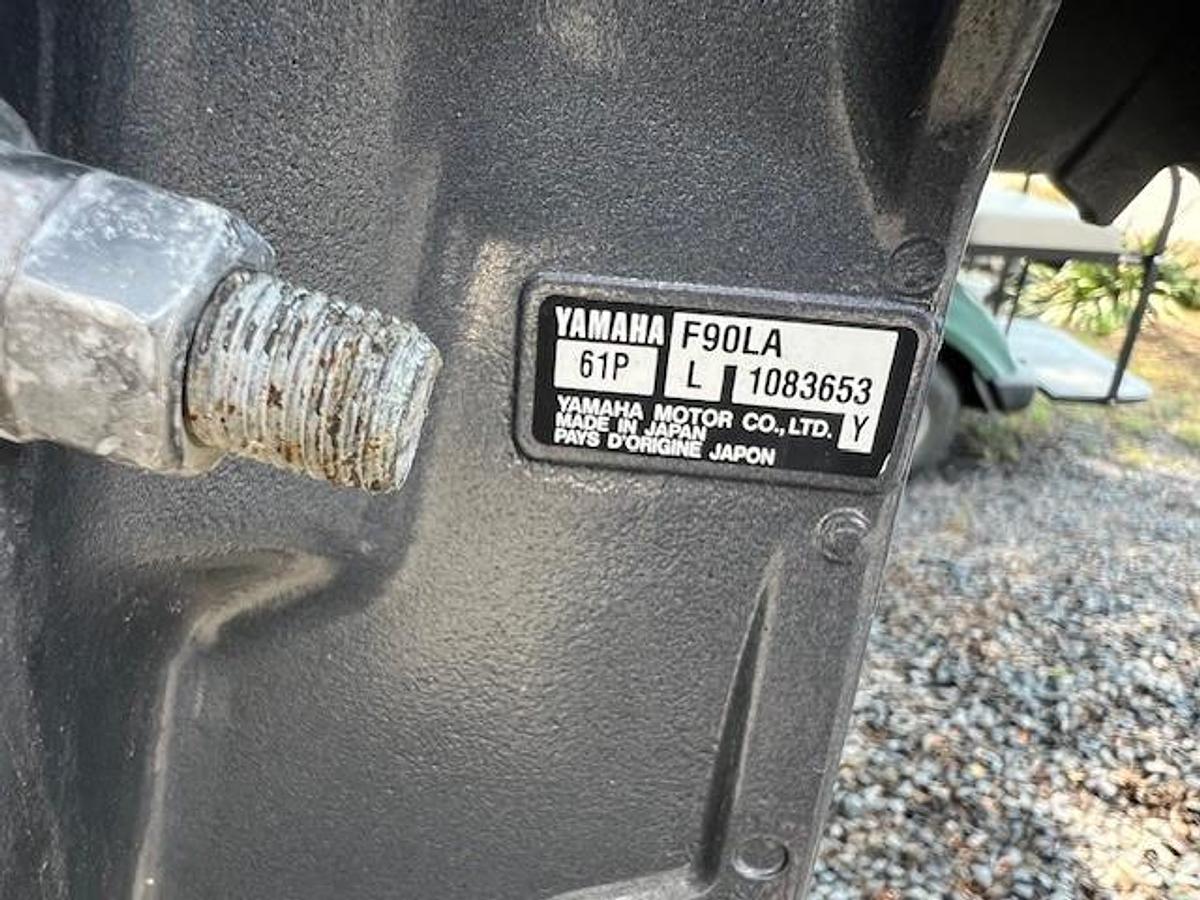 YAMAHA F90LA
61P L 1083653
YAMAHA MOTOR CO., LTD. Y
MADE IN JAPAN
PAYS D'ORIGINE JAPON